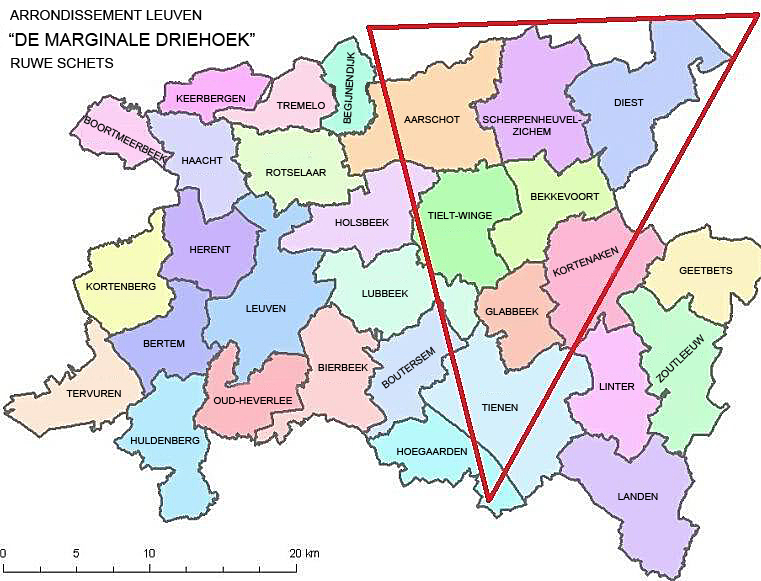 ARRONDISSEMENT LEUVEN
“DE MARGINALE DRIEHOEK”
RUWE SCHETS
BEGIJNENDIJK
KEERBERGEN
TREMELO
DIEST
AARSCHOT
SCHERPENHEUVEL-
ZICHEM
BOORTMEERBEEK
HAACHT
ROTSELAAR
BEKKEVOORT
TIELT-WINGE
HOLSBEEK
HERENT
KORTENAKEN
GEETBETS
KORTENBERG
LUBBEEK
LEUVEN
GLABBEEK
BERTEM
BIERBEEK
BOUTERSEM
ZOUTLEEUW
LINTER
TERVUREN
OUD-HEVERLEE
TIENEN
HULDENBERG
HOEGAARDEN
LANDEN
0 5 10 20 km